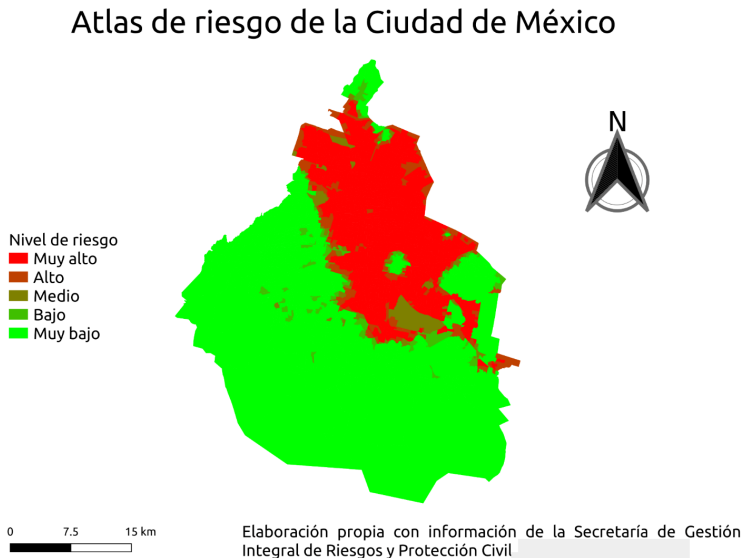 Atlas de riesgo de la Ciudad de México
N
Nivel de riesgo
Muy alto
Alto
Medio
Bajo
Muy bajo
0 7.5 15 km
Elaboración propia con información de la Secretaría de Gestión
Integral de Riesgos y Protección Civil